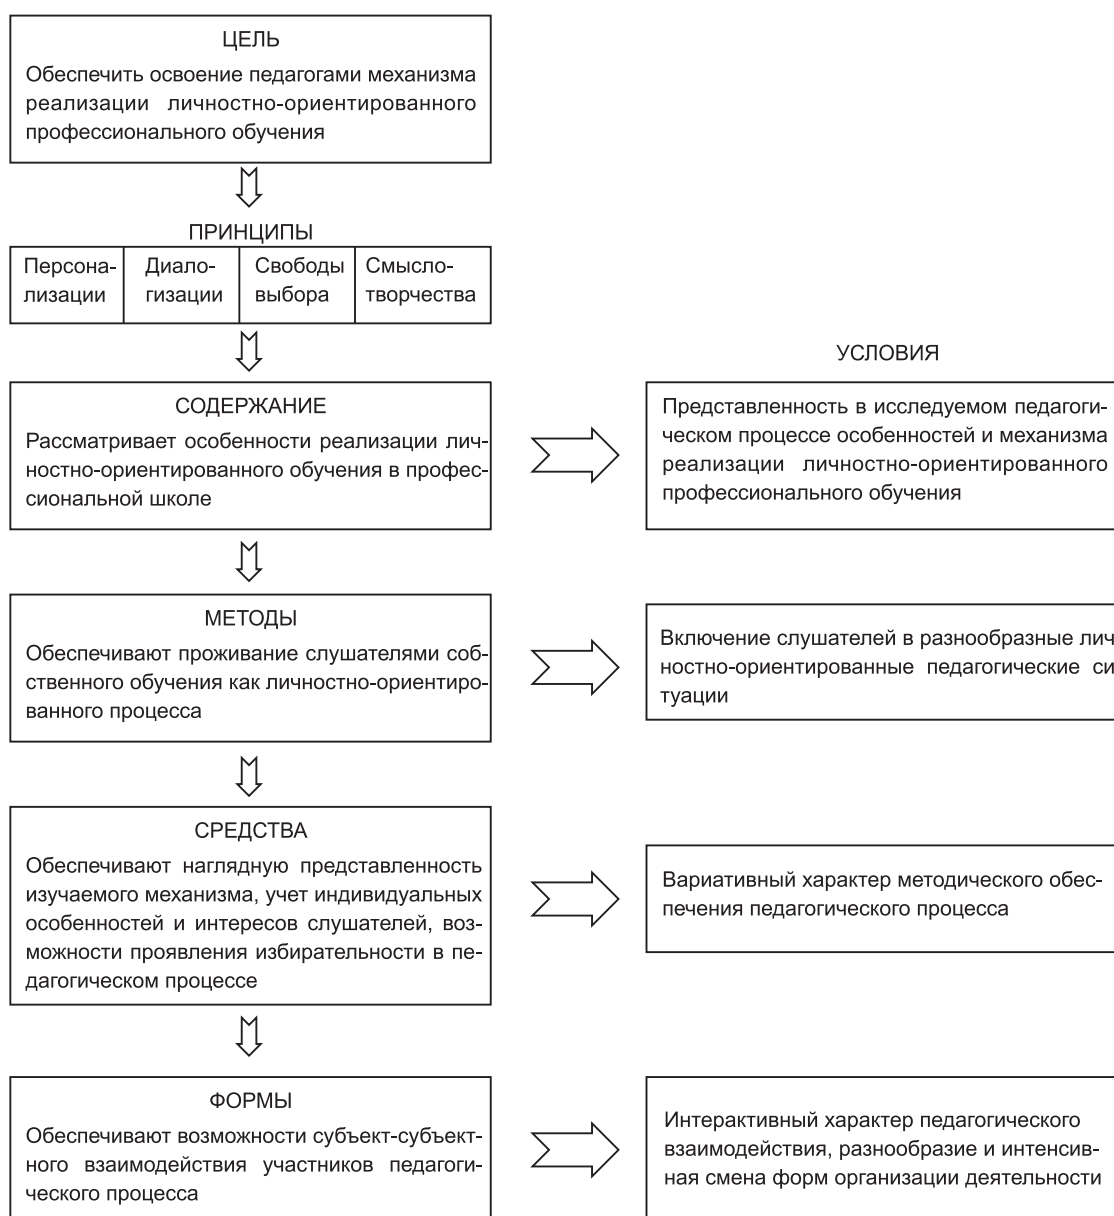 ЦЕЛЬ
Обеспечить освоение педагогами механизма
реализации личностно-ориентированного
профессионального обучения
ПРИНЦИПЫ
Персона-
лизации
Диало-
гизации
Свободы
выбора
Смысло-
творчества
УСЛОВИЯ
СОДЕРЖАНИЕ
Рассматривает особенности реализации лич-
ностно-ориентированного обучения в профес-
сиональной школе
Представленность в исследуемом педагоги-
ческом процессе особенностей и механизма
реализации личностно-ориентированного
профессионального обучения
МЕТОДЫ
Обеспечивают проживание слушателями соб-
ственного обучения как личностно-ориентиро-
ванного процесса
Включение слушателей в разнообразные лич
ностно-ориентированные педагогические си
туации
СРЕДСТВА
Обеспечивают наглядную представленность
изучаемого механизма, учет индивидуальных
особенностей и интересов слушателей, воз-
можности проявления избирательности в пе-
дагогическом процессе
Вариативный характер методического обес-
печения педагогического процесса
ФОРМЫ
Обеспечивают возможности субъект-субъект-
ного взаимодействия участников педагоги-
ческого процесса
Интерактивный характер педагогического
взаимодействия, разнообразие и интенсив-
ная смена форм организации деятельности